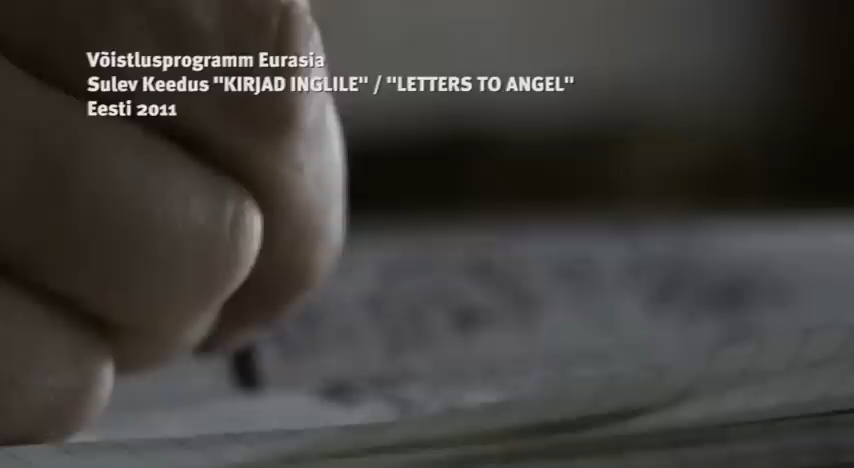 Võistlusprogramm Eurasia
Sulev Keedus "KIRJAD INGLILE" / "LETTERS TO ANGEL"
Eesti 2011